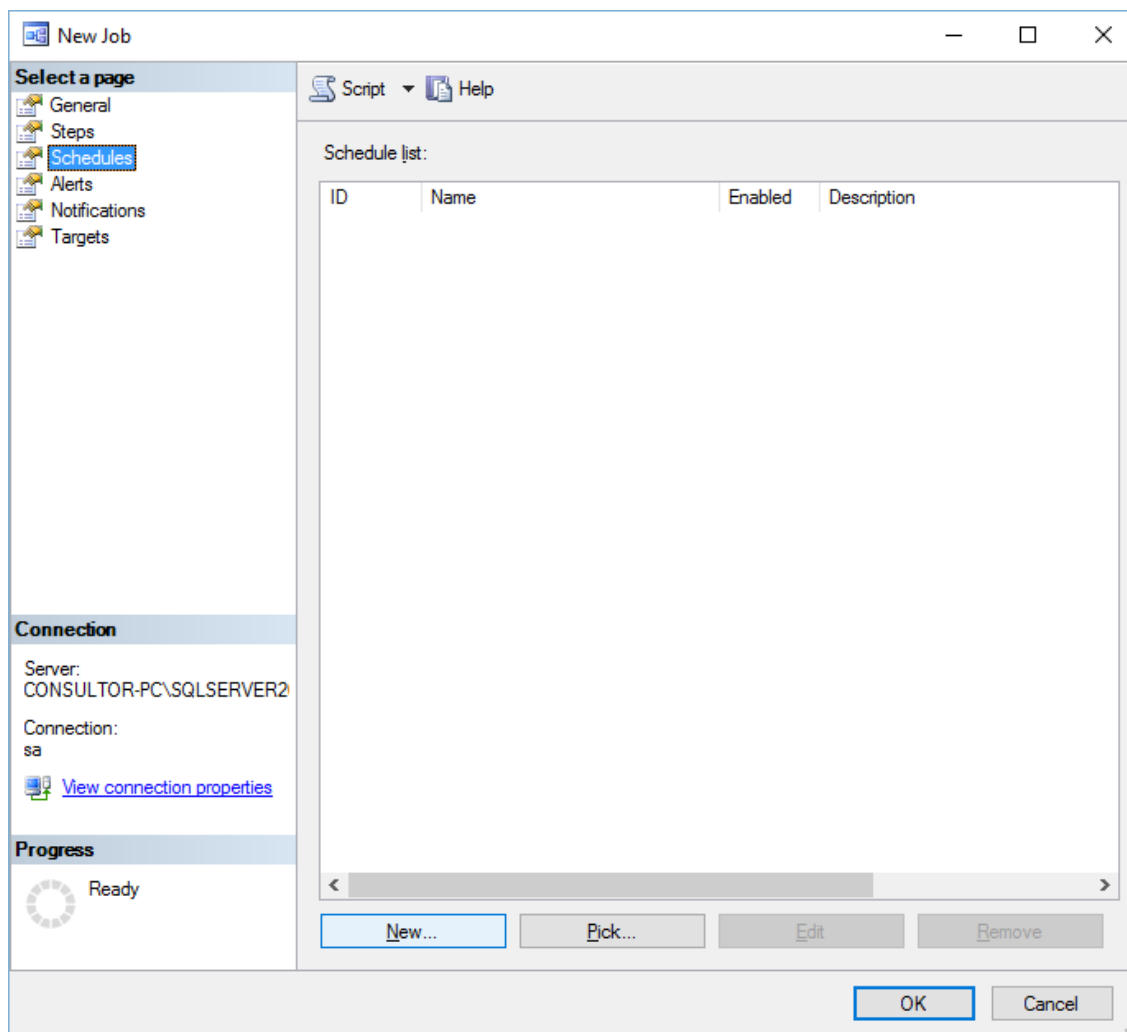 New Job
Select a page
General
Steps
Schedules
Alerts
Notifications
Targets
Script
Help
Schedule list:
ID Name Enabled Description
Connection
Server:
CONSULTOR-PC\SQLSERVER2
Connection:
sa
View connection properties
Progress
Ready
New... Pick... Edit Remove
OK Cancel